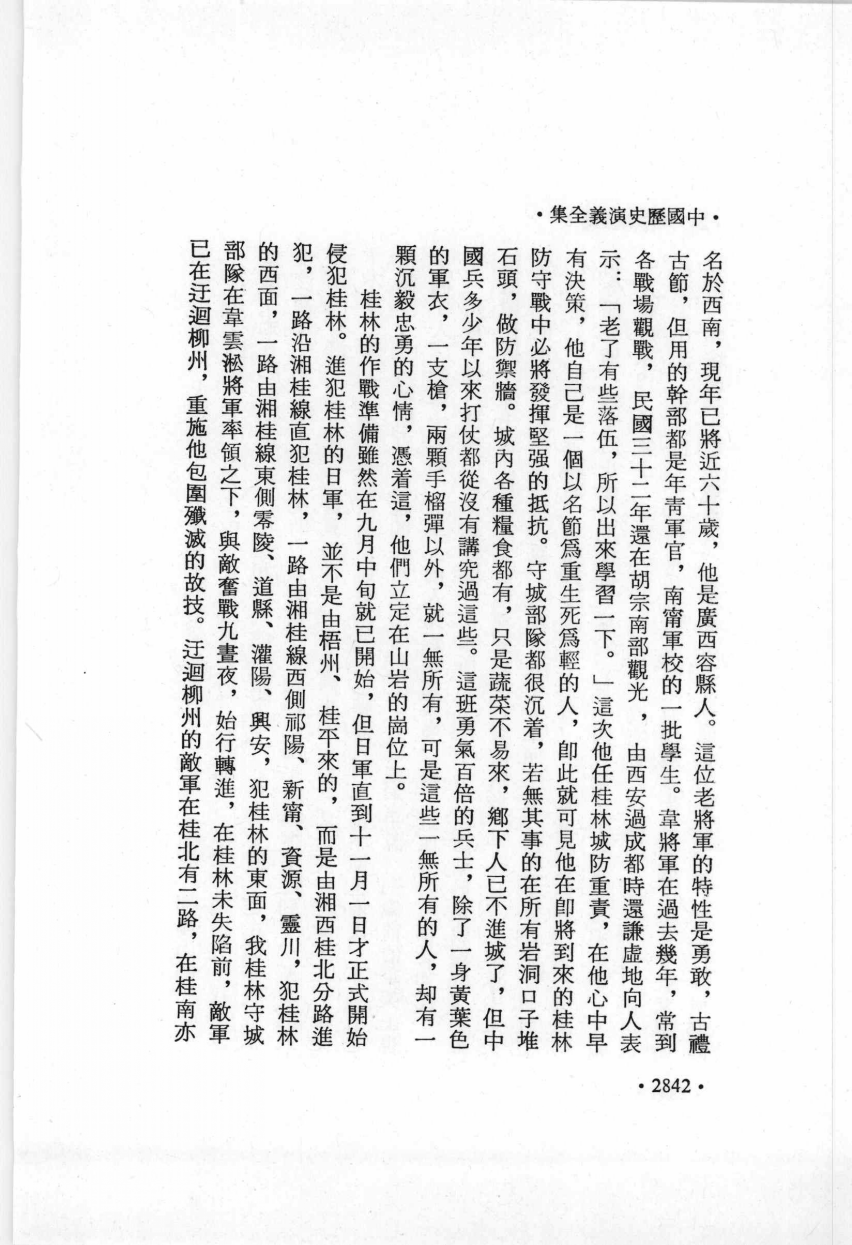 ·中國歷史演義全集·
名於西南，現年已將近六十歲，他是廣西容縣人。這位老將軍的特性是勇敢，古禮
古節，但用的幹部都是年靑軍官，南甯軍校的一批學生。韋將軍在過去幾年，常到
各戰場觀戰，民國三十二年還在胡宗南部觀光，由西安過成都時還謙虛地向人表
示：「老了有些落伍，所以出來學習一下。」這次他任桂林城防重責，在他心中早
有決策，他自己是一個以名節爲重生死爲輕的人，卽此就可見他在卽將到來的桂林
防守戰中必將發揮堅强的抵抗。守城部隊都很沉着，若無其事的在所有岩洞口子堆
石頭，做防禦牆。城內各種糧食都有，只是蔬菜不易來，鄉下人已不進城了，但中
國兵多少年以來打仗都從沒有講究過這些。這班勇氣百倍的兵士，除了一身黃葉色
的軍衣，一支槍，兩顆手榴彈以外，就一無所有，可是這些一無所有的人，却有一
顆沉毅忠勇的心情，憑着這，他們立定在山岩的崗位上。
桂林的作戰準備雖然在九月中旬就已開始，但日軍直到十一月一日才正式開始
侵犯桂林。進犯桂林的日軍，並不是由梧州、桂平來的，而是由湘西桂北分路進
犯，一路沿湘桂線直犯桂林，一路由湘桂線西側祁陽、新甯、資源、靈川，犯桂林
的西面，一路由湘桂線東側零陵、道縣、灌陽、興安，犯桂林的東面，我桂林守城
部隊在韋雲淞將軍率領之下，與敵奮戰九晝夜，始行轉進，在桂林未失陷前，敵軍
已在迂迴柳州，重施他包圍殲滅的故技。迂迴柳州的敵軍在桂北有二路，在桂南亦
·2842·